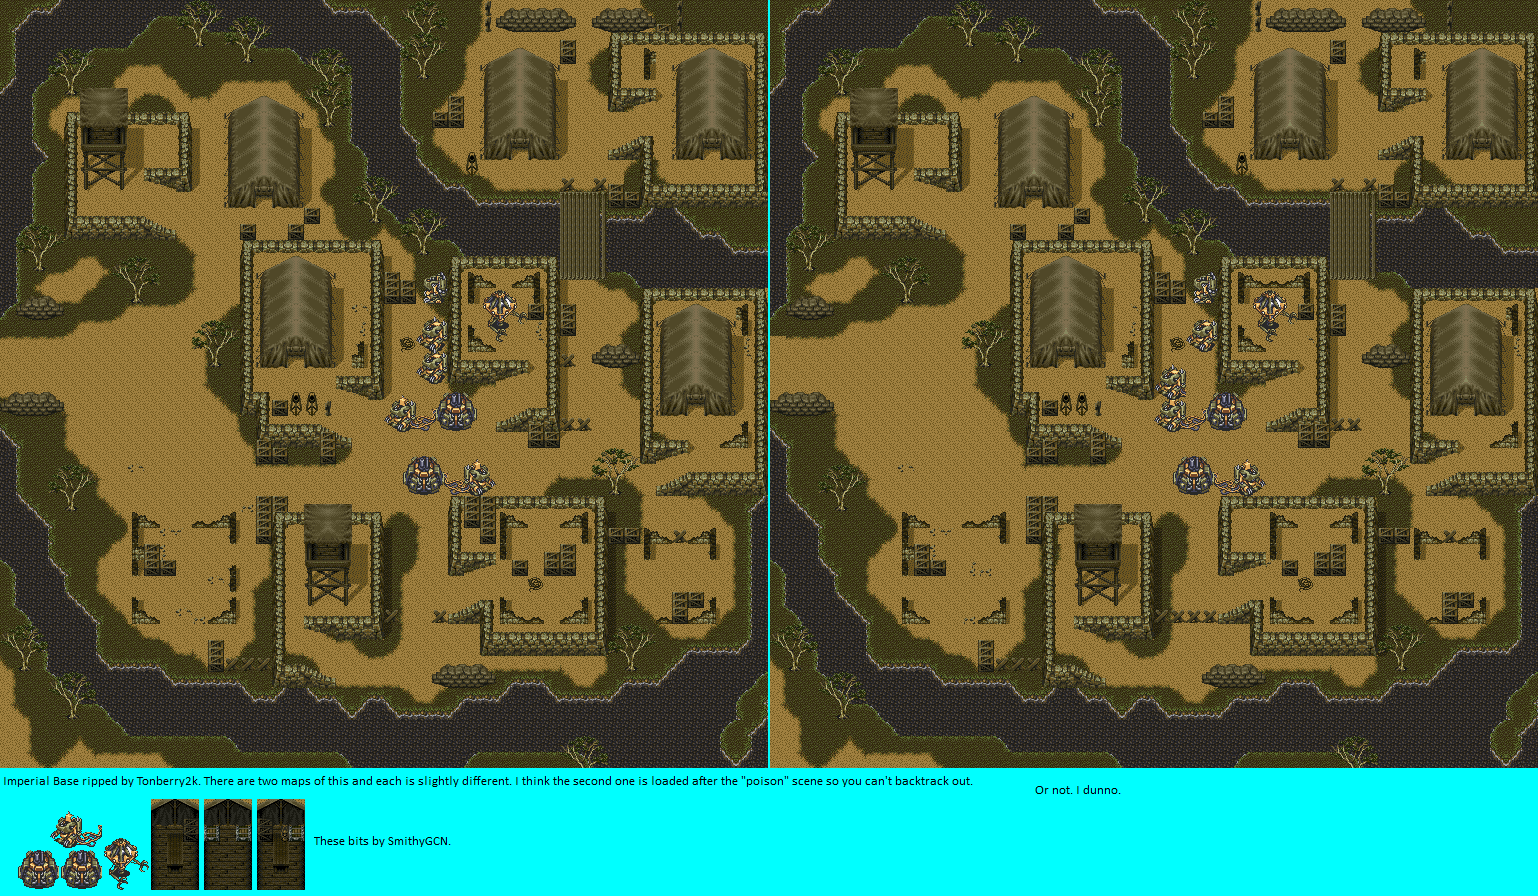 Imperial Base ripped by Tonberry2k. There are two maps of this and each is slightly different. I think the second one is loaded after the "poison" scene so you can't backtrack out.
Or not. I dunno.
These bits by SmithyGCN.